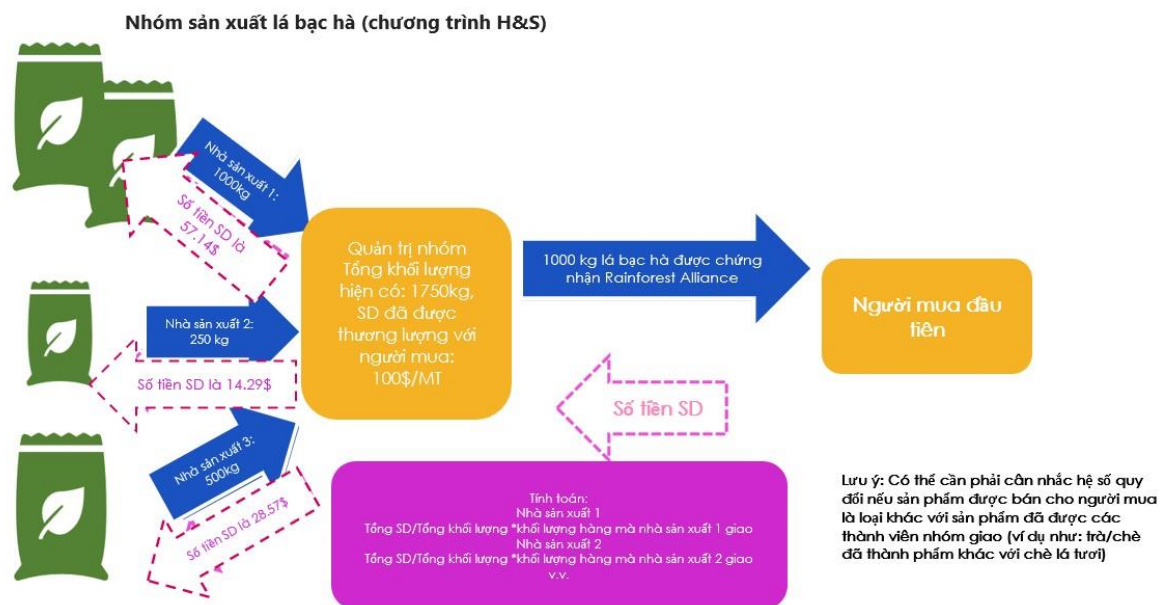 Nhóm sản xuất lá bạc hà (chương trình H&S)
Nhà sản xuất 1:
1000kg
Số tiền SD là
57.14$
Nhà sản xuất 2:
250 kg
Số tiền SD là 14.29$
Nhà sản xuất 3:
500kg
Số tiền SD là 28.57$
Quản trị nhóm
Tổng khối lượng
hiện có: 1750kg,
SD đã được
thương lượng với
người mua:
100$/MT
1000 kg lá bạc hà được chứng
nhận Rainforest Alliance
Người mua đầu
tiên
Số tiền SD
Tính toán:
Nhà sản xuất 1
Tổng SD/Tổng khối lượng *khối lượng hàng mà nhà sản xuất 1 giao
Nhà sản xuất 2
Tổng SD/Tổng khối lượng *khối lượng hàng mà nhà sản xuất 2 giao
v.v.
Lưu ý: Có thể cần phải cân nhắc hệ số quy
đổi nếu sản phẩm được bán cho người mua
là loại khác với sản phẩm đã được các
thành viên nhóm giao (ví dụ như: trà/chè
đã thành phẩm khác với chè lá tươi)